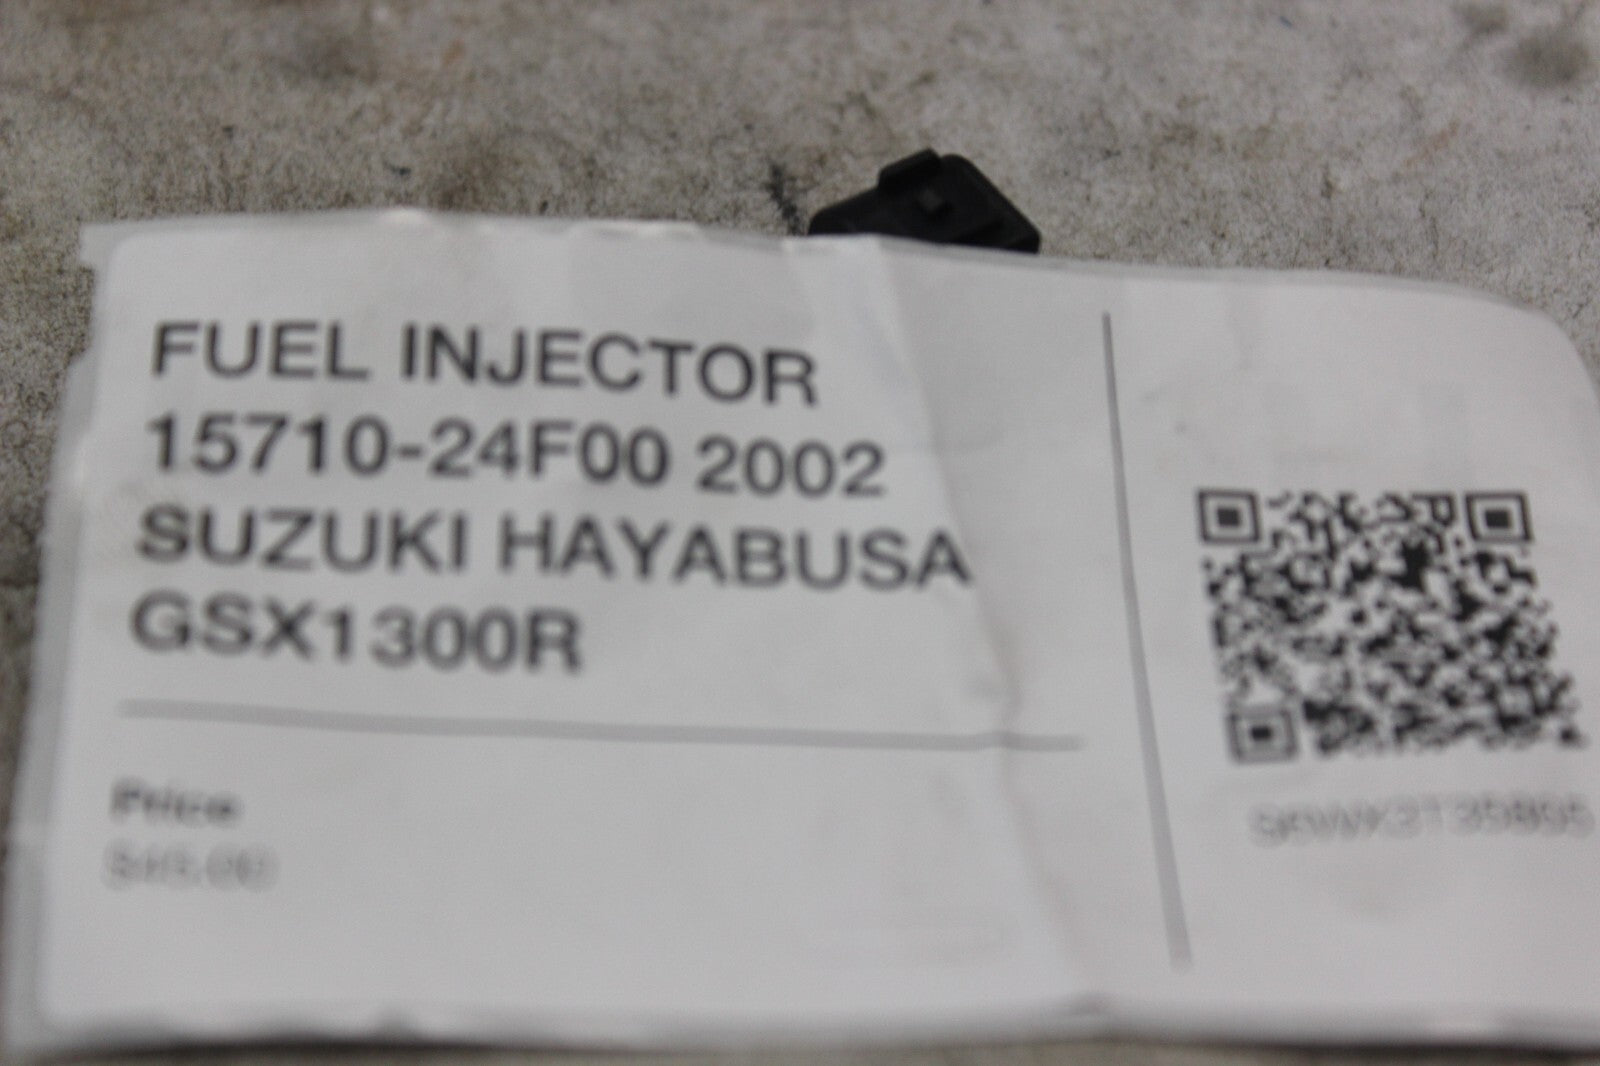 FUEL INJECTOR
15710-24F00 2002
SUZUKI HAYABUSA
GSX1300R
Price